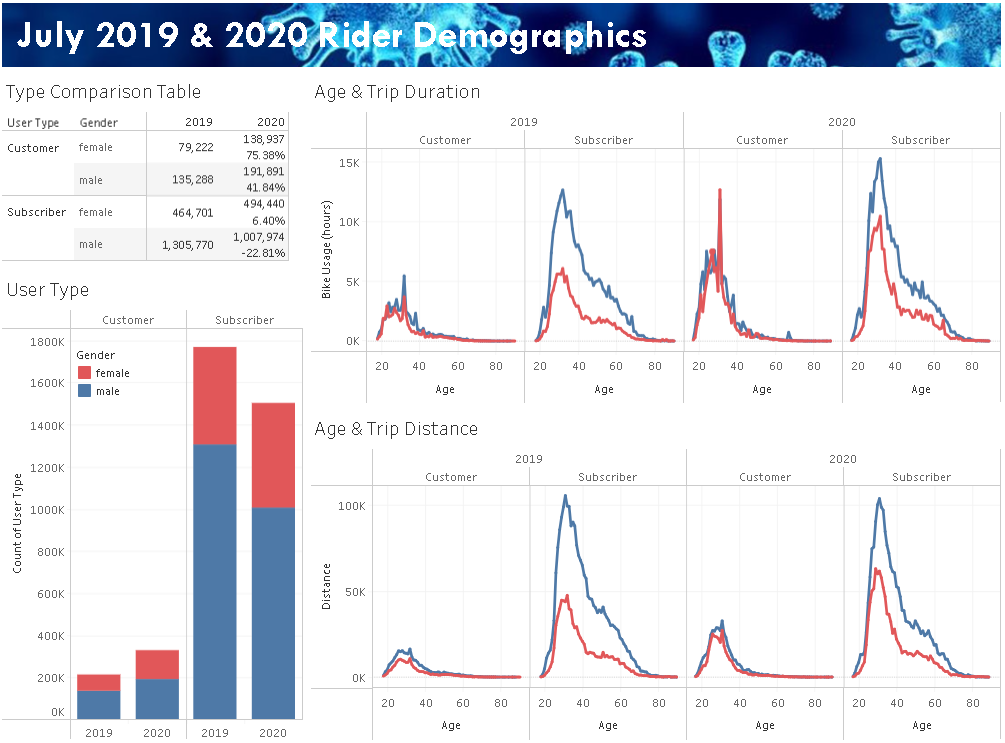 July 2019 & 2020 Rider Demographics
Type Comparison Table
User Type Gender 2019 2020
Customer female 79,222 138,937
75.38%
male 135,288 191,891
41.84%
Subscriber female 464,701 494,440
6.40%
male 1,305,770 1,007,974
-22.81%
User Type
Customer Subscriber
1800K
Gender
female
male
1600K
1400K
1200K
1000K
800K
600K
400K
200K
0K
Count of User Type
2019 2020 2019 2020
Age & Trip Duration
2019 2020
Customer Subscriber Customer Subscriber
15K
10K
5K
0K
Bike Usage (hours)
20 40 60 80 20 40 60 80 20 40 60 80 20 40 60 80
Age Age Age Age
Age & Trip Distance
2019 2020
Customer Subscriber Customer Subscriber
100K
50K
0K
Distance
20 40 60 80 20 40 60 80 20 40 60 80 20 40 60 80
Age Age Age Age